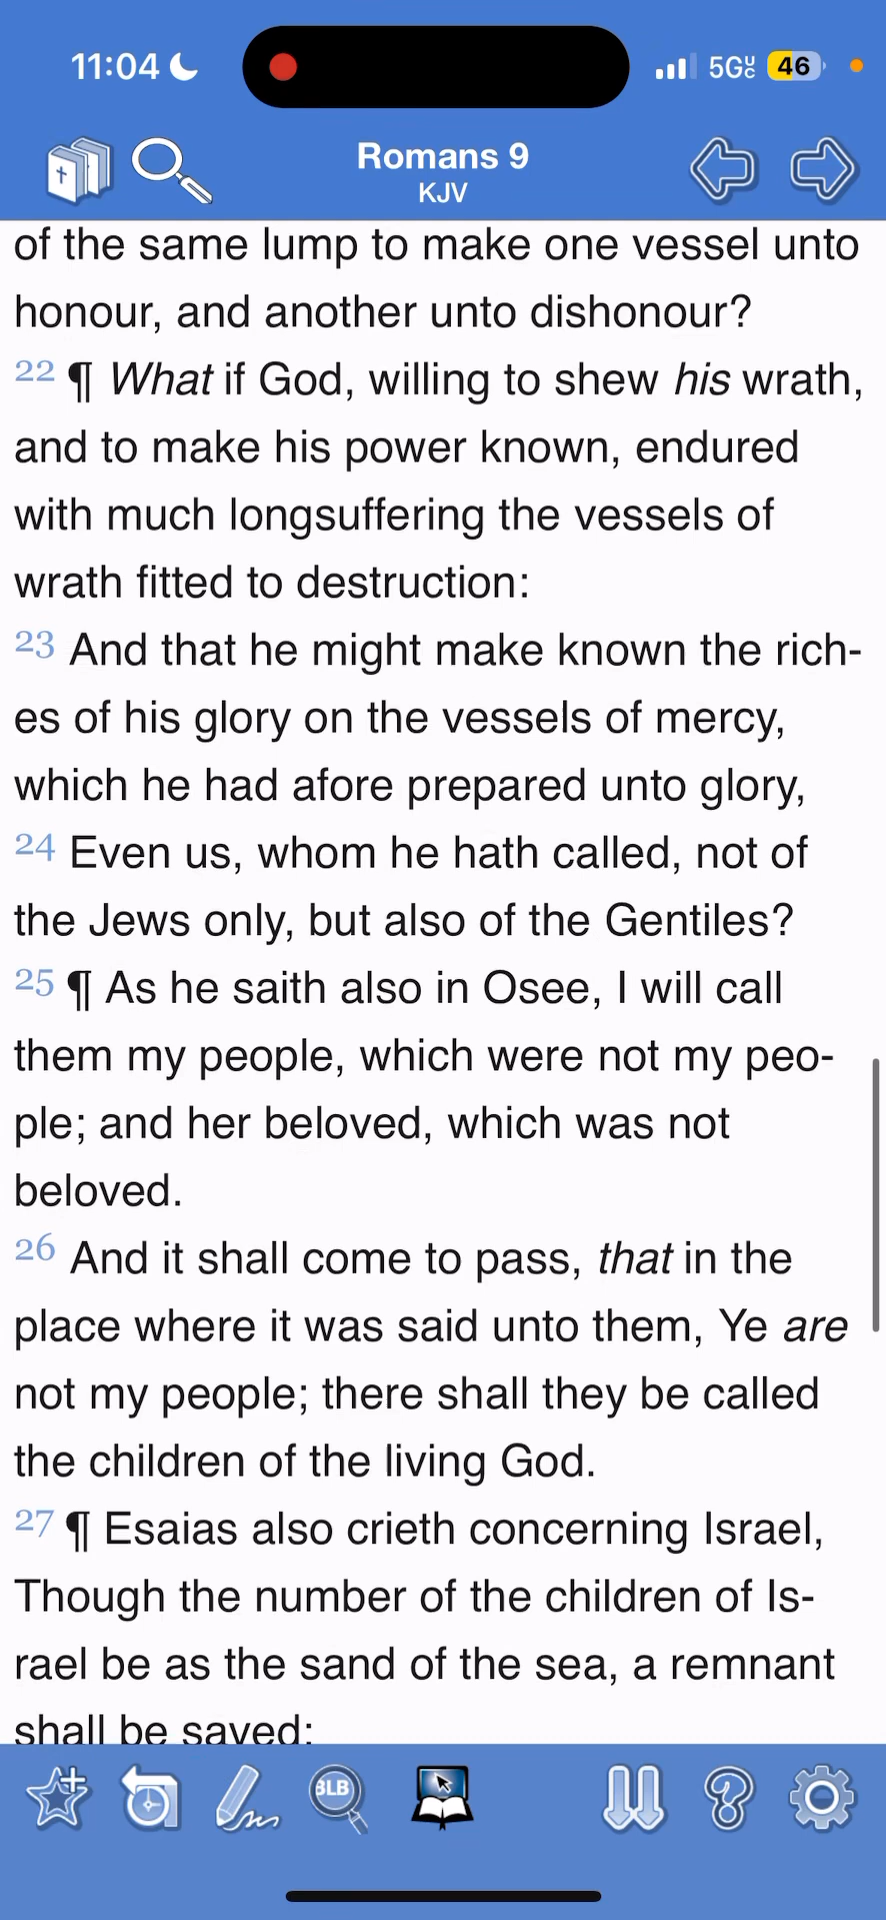 11:04
5G
46
Romans 9
KJV
of the same lump to make one vessel unto
honour, and another unto dishonour?
22 ¶ What if God, willing to shew his wrath,
and to make his power known, endured
with much longsuffering the vessels of
wrath fitted to destruction:
23 And that he might make known the rich-
es of his glory on the vessels of mercy,
which he had afore prepared unto glory,
24 Even us, whom he hath called, not of
the Jews only, but also of the Gentiles?
25 ¶ As he saith also in Osee, I will call
them my people, which were not my peo-
ple; and her beloved, which was not
beloved.
26 And it shall come to pass, that in the
place where it was said unto them, Ye are
not my people; there shall they be called
the children of the living God.
27 ¶ Esaias also crieth concerning Israel,
Though the number of the children of Is-
rael be as the sand of the sea, a remnant
shall be saved:
BLB